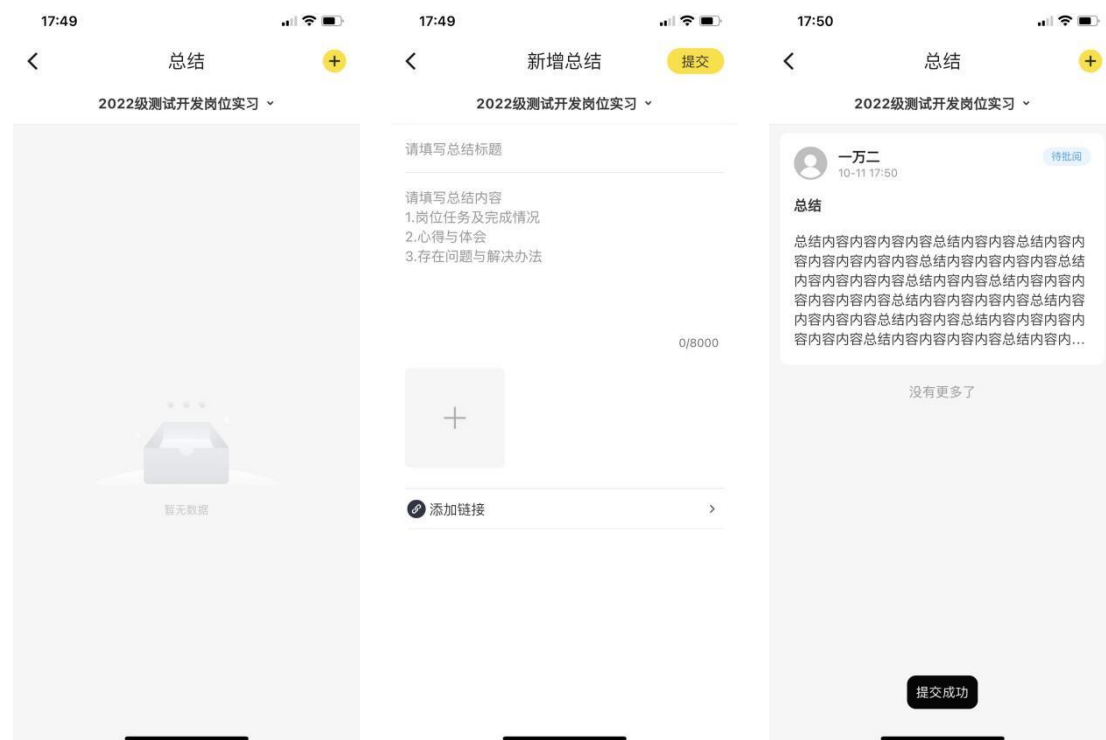 17:49
总结
2022级测试开发岗位实习
暂无数据
17:49
新增总结
提交
2022级测试开发岗位实习
请填写总结标题
请填写总结内容
1.岗位任务及完成情况
2.心得与体会
3.存在问题与解决办法
0/8000
添加链接
17:50
总结
2022级测试开发岗位实习
一万二
待批阅
10-11 17:50
总结
总结内容内容内容内容总结内容内容总结内容内
容内容内容内容内容总结内容内容内容内容总结
内容内容内容内容总结内容内容总结内容内容内
容内容内容内容总结内容内容内容内容总结内容
内容内容内容总结内容内容总结内容内容内容内
容内容内容总结内容内容内容内容总结内容内...
没有更多了
提交成功